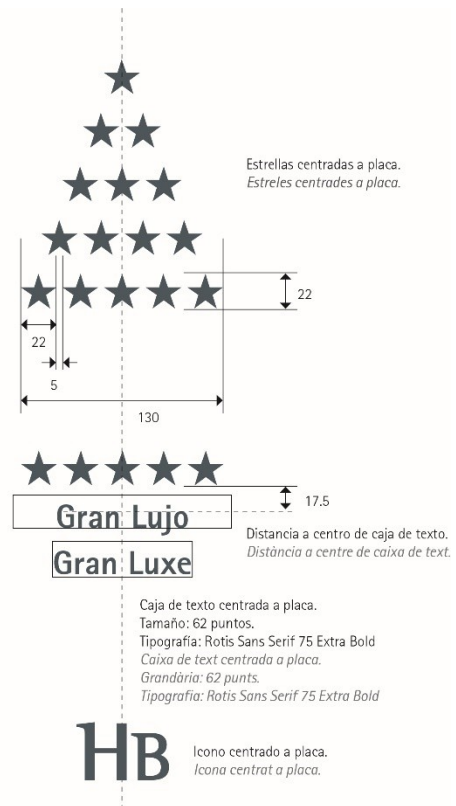 Estrellas centradas a placa.
Estreles centrades a placa.
22
22
5
130
17.5
Gran Lujo
Distancia a centro de caja de texto.
Distància a centre de caixa de text.
Gran Luxe
Caja de texto centrada a placa.
Tamaño: 62 puntos.
Tipografía: Rotis Sans Serif 75 Extra Bold
Caixa de text centrada a placa.
Grandària: 62 punts.
Tipografia: Rotis Sans Serif 75 Extra Bold
HB
Icono centrado a placa.
Icona centrat a placa.